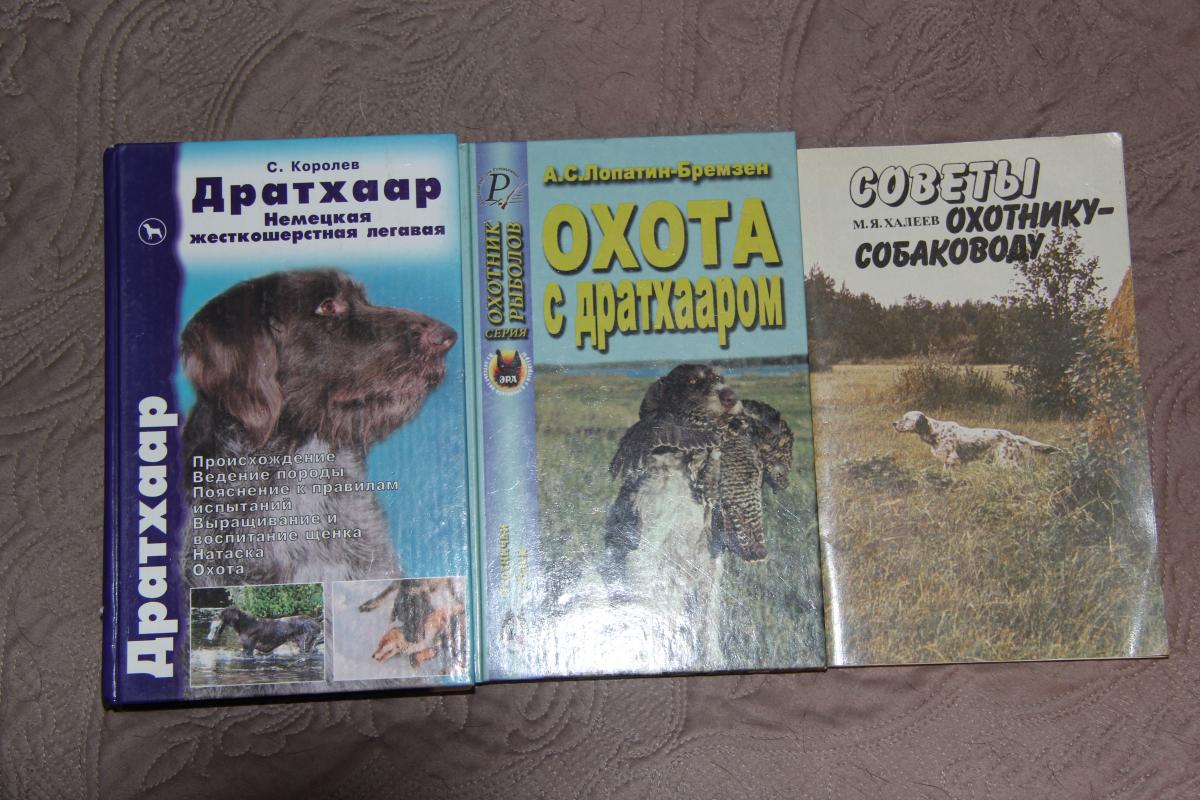 С. Королев
Дратхаар
Немецкая
жесткошерстная легавая
Дратхаар
Происхождение
Ведение породы
Пояснение к правилам
испытаний
Выращивание и
воспитание щенка
Натаска
Охота
А.С.Лопатин-Бремзен
ОХОТА
с дратхааром
Р
СЕРИЯ
ОХОТНИК
РЫБОЛОВ
ЭРА
СОВЕТЫ
М.Я.ХАЛЕЕВ ОХОТНИКУ-
СОБАКОВОДУ